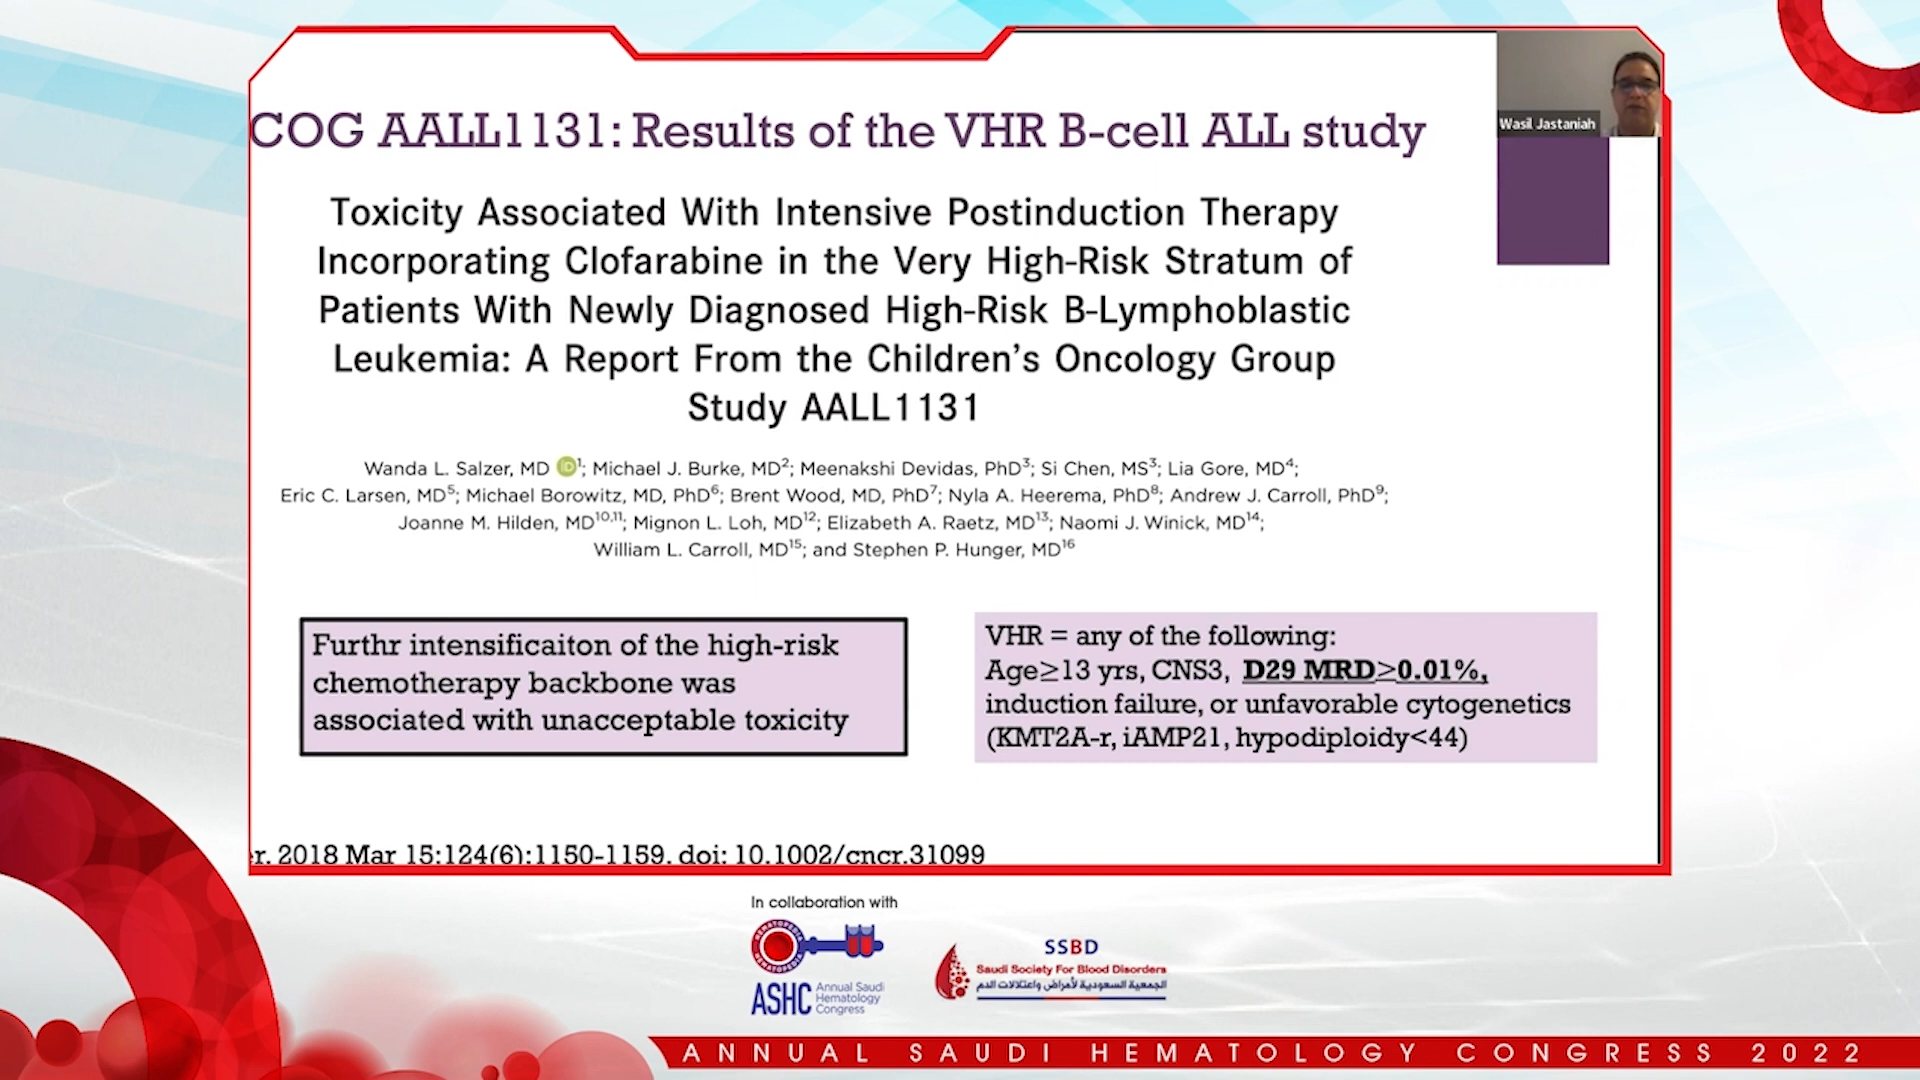 COG AALL1131: Results of the VHR B-cell ALL study
Wasil Jastaniah
Toxicity Associated With Intensive Postinduction Therapy
Incorporating Clofarabine in the Very High-Risk Stratum of
Patients With Newly Diagnosed High-Risk B-Lymphoblastic
Leukemia: A Report From the Children's Oncology Group
Study AALL1131
Wanda L. Salzer, MD iD 1; Michael J. Burke, MD2; Meenakshi Devidas, PhD3; Si Chen, MS3; Lia Gore, MD4;
Eric C. Larsen, MD5; Michael Borowitz, MD, PhD6; Brent Wood, MD, PhD7; Nyla A. Heerema, PhD8; Andrew J. Carroll, PhD9;
Joanne M. Hilden, MD10,11; Mignon L. Loh, MD12; Elizabeth A. Raetz, MD13; Naomi J. Winick, MD14;
William L. Carroll, MD15; and Stephen P. Hunger, MD16
Furthr intensificaiton of the high-risk
chemotherapy backbone was
associated with unacceptable toxicity
VHR = any of the following:
Age≥13 yrs, CNS3, D29 MRD≥0.01%,
induction failure, or unfavorable cytogenetics
(KMT2A-r, iAMP21, hypodiploidy<44)
r. 2018 Mar 15:124(6):1150-1159. doi: 10.1002/cncr.31099
In collaboration with
HEMATOPEDIA
HEMATOPEDIA
ASHC Annual Saudi
Hematology
Congress
SSBD
Saudi Society For Blood Disorders
الجمعية السعودية لأمراض واعتلالات الدم
ANNUAL SAUDI HEMATOLOGY CONGRESS 2022